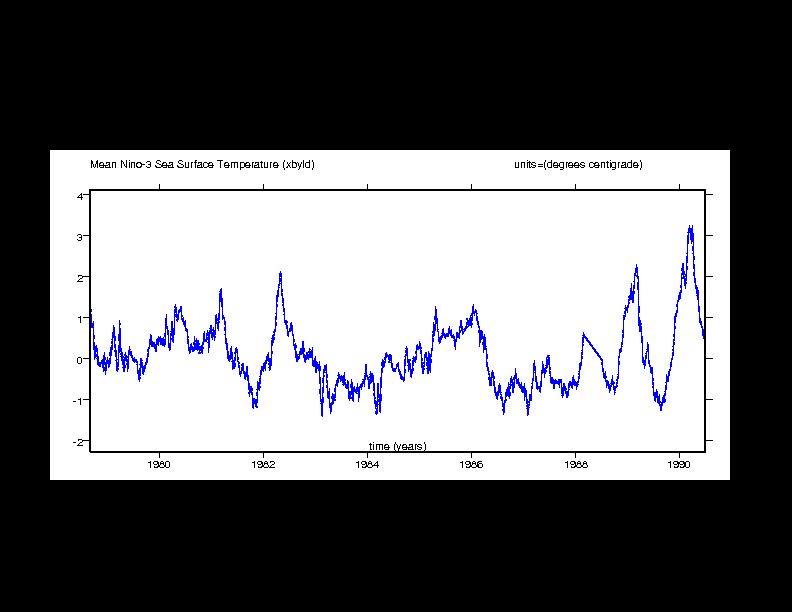 Mean Nino-3 Sea Surface Temperature (xbyld) units=(degrees centigrade)
4
3
2
1
0
-1
-2
time (years)
1980 1982 1984 1986 1988 1990